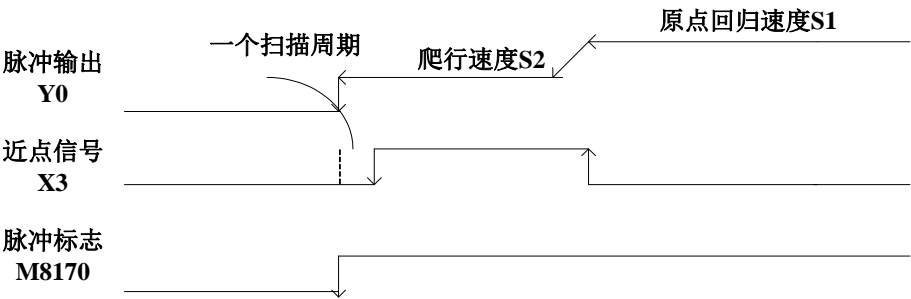 原点回归速度S1
一个扫描周期
爬行速度S2
脉冲输出
Y0
近点信号
X3
脉冲标志
M8170